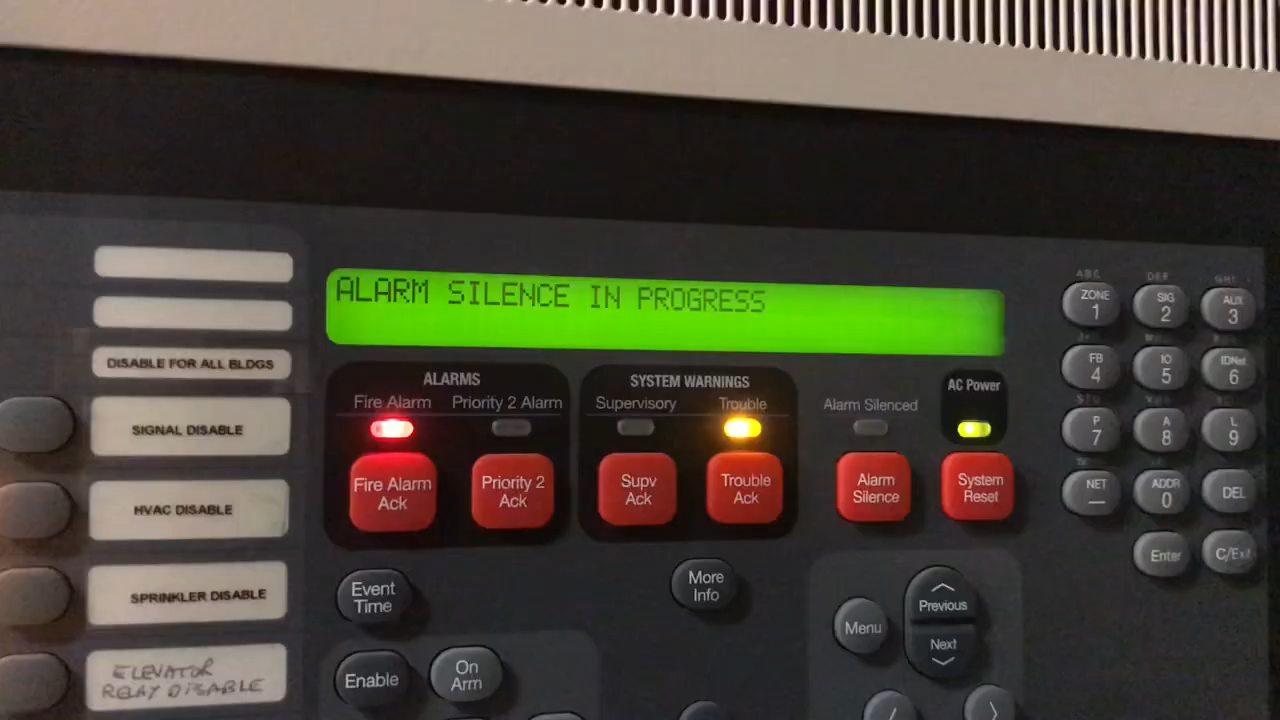 ALARM SILENCE IN PROGRESS
DISABLE FOR ALL BLDGS
SIGNAL DISABLE
HVAC DISABLE
SPRINKLER DISABLE
ELEVATOR
RELAY DISABLE
ALARMS
Fire Alarm
Priority 2 Alarm
Fire Alarm
Ack
Priority 2
Ack
SYSTEM WARNINGS
Supervisory
Trouble
Supv
Ack
Trouble
Ack
Alarm Silenced
Alarm
Silence
AC Power
System
Reset
Event
Time
More
Info
Enable
On
Arm
Menu
Previous
Next
ABC
ZONE
1
DEF
SIG
2
GHI
AUX
3
FB
4
IO
5
IDNet
6
P
7
A
8
L
9
NET
ADDR
0
DEL
Enter
C/Exit